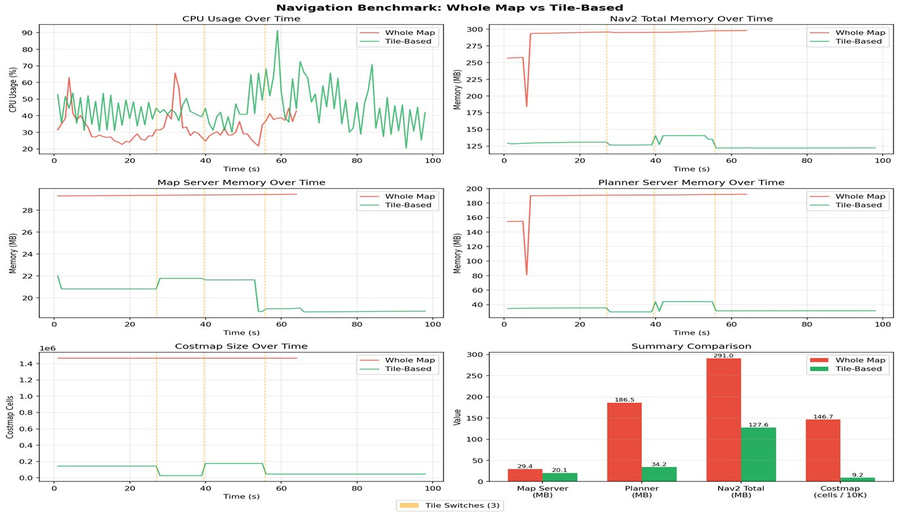 Navigation Benchmark: Whole Map vs Tile-Based
CPU Usage Over Time
CPU Usage (%)
90
80
70
60
50
40
30
20
0 20 40 60 80 100
Time (s)
Whole Map
Tile-Based
Nav2 Total Memory Over Time
Memory (MB)
300
275
250
225
200
175
150
125
0 20 40 60 80 100
Time (s)
Whole Map
Tile-Based
Map Server Memory Over Time
Memory (MB)
28
26
24
22
20
0 20 40 60 80 100
Time (s)
Whole Map
Tile-Based
Planner Server Memory Over Time
Memory (MB)
200
180
160
140
120
100
80
60
40
0 20 40 60 80 100
Time (s)
Whole Map
Tile-Based
Costmap Size Over Time
1e6
Costmap Cells
1.4
1.2
1.0
0.8
0.6
0.4
0.2
0.0
0 20 40 60 80 100
Time (s)
Whole Map
Tile-Based
Summary Comparison
Value
300
250
200
150
100
50
0
29.4 20.1
186.5 34.2
291.0 127.6
146.7 9.2
Map Server
(MB)
Planner
(MB)
Nav2 Total
(MB)
Costmap
(cells / 10K)
Whole Map
Tile-Based
Tile Switches (3)